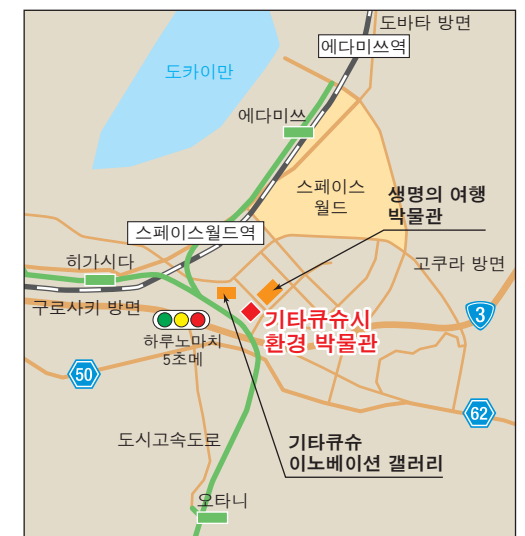 도바타 방면
에다미쓰역
도카이만
에다미쓰
스페이스
월드
생명의 여행
박물관
스페이스월드역
히가시다
고쿠라 방면
구로사키 방면
기타큐슈시
환경 박물관
3
하루노마치
5초메
50
62
기타큐슈
이노베이션 갤러리
도시고속도로
오타니